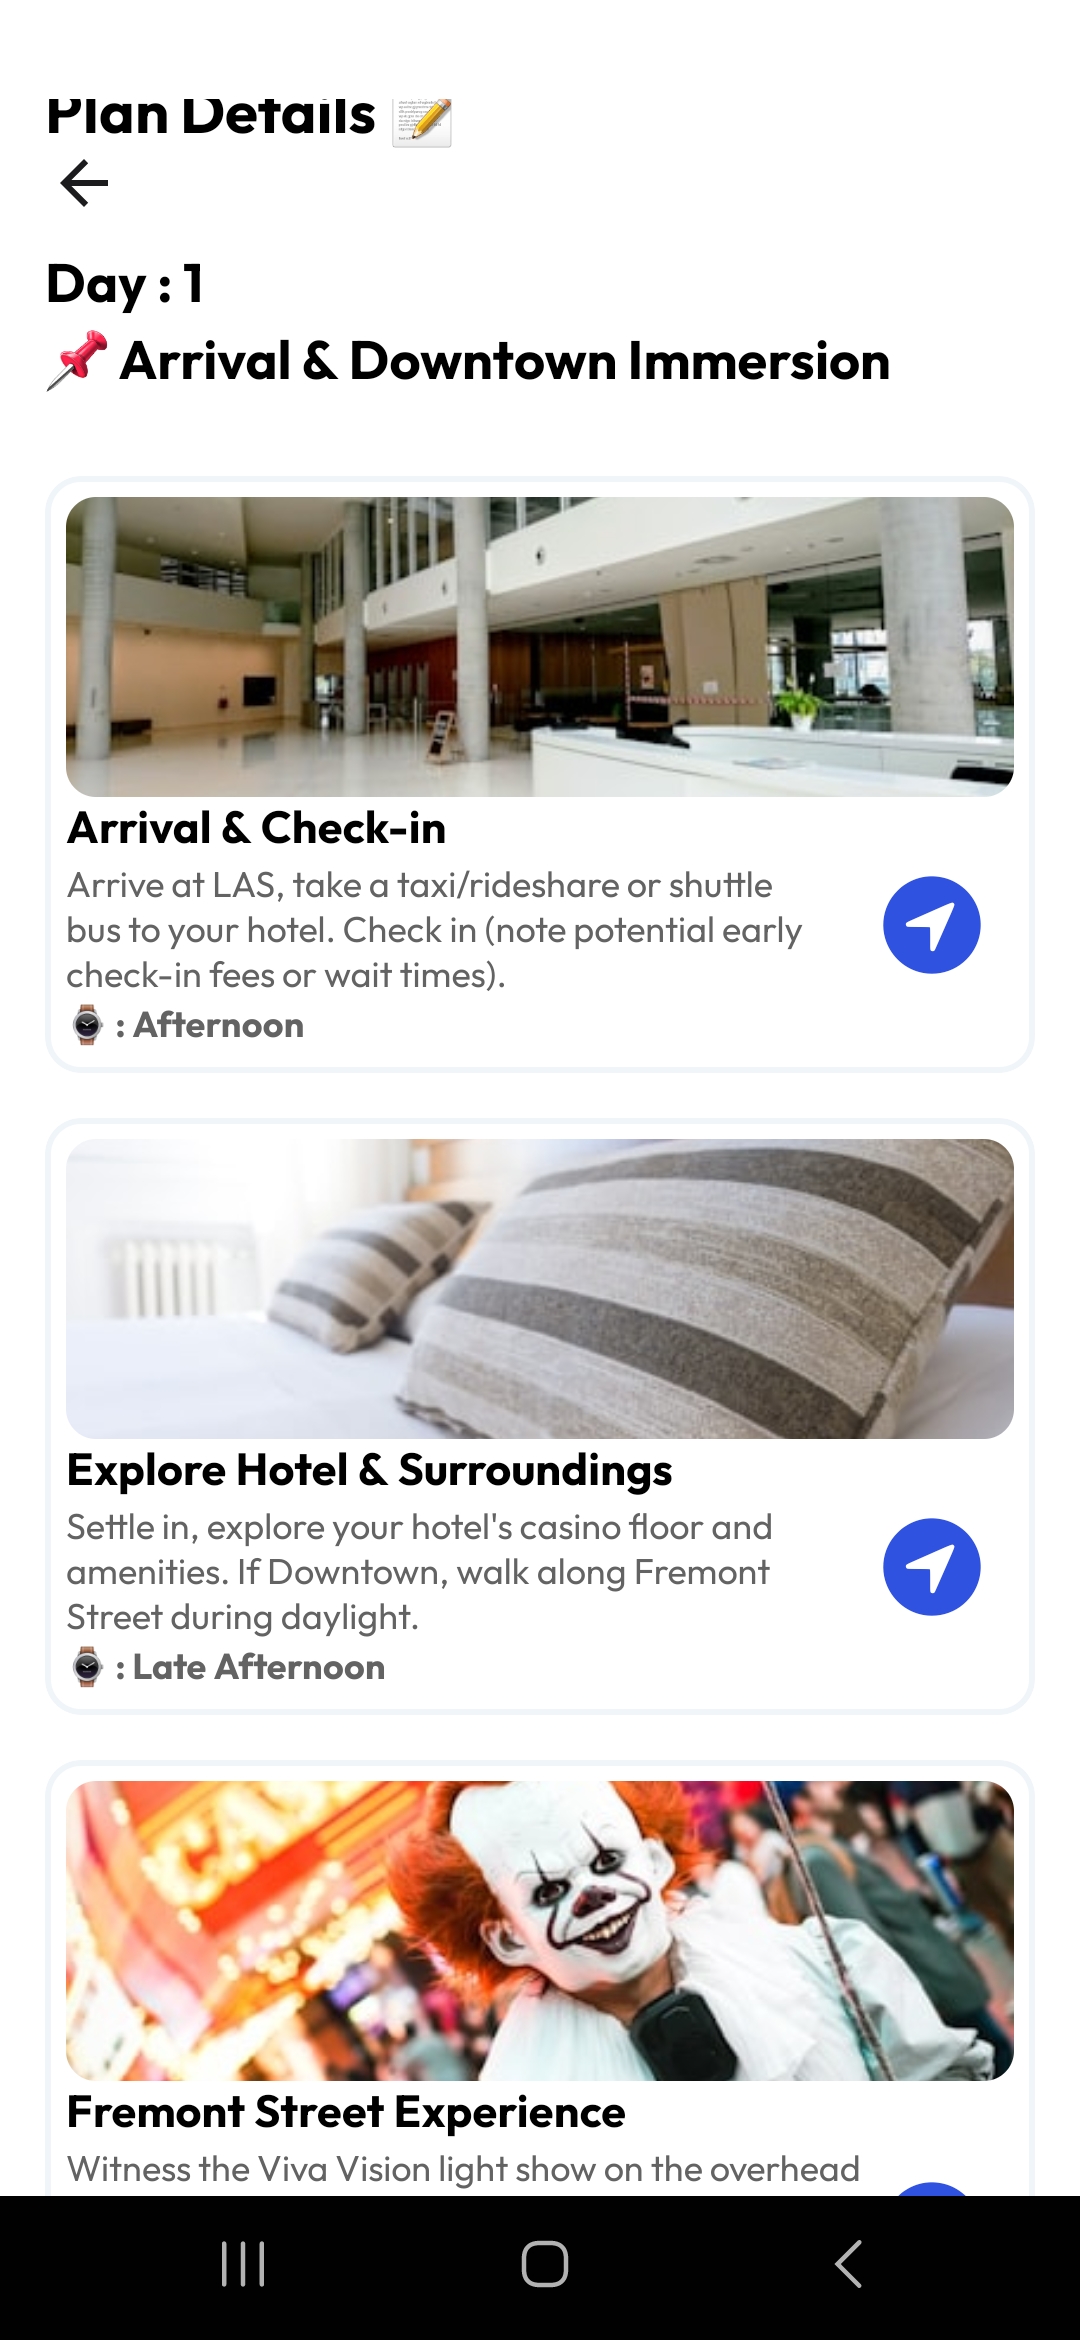 Plan Details 📝
Day : 1
📌 Arrival & Downtown Immersion
Arrival & Check-in
Arrive at LAS, take a taxi/rideshare or shuttle
bus to your hotel. Check in (note potential early
check-in fees or wait times).
⌚ : Afternoon
Explore Hotel & Surroundings
Settle in, explore your hotel's casino floor and
amenities. If Downtown, walk along Fremont
Street during daylight.
⌚ : Late Afternoon
Fremont Street Experience
Witness the Viva Vision light show on the overhead